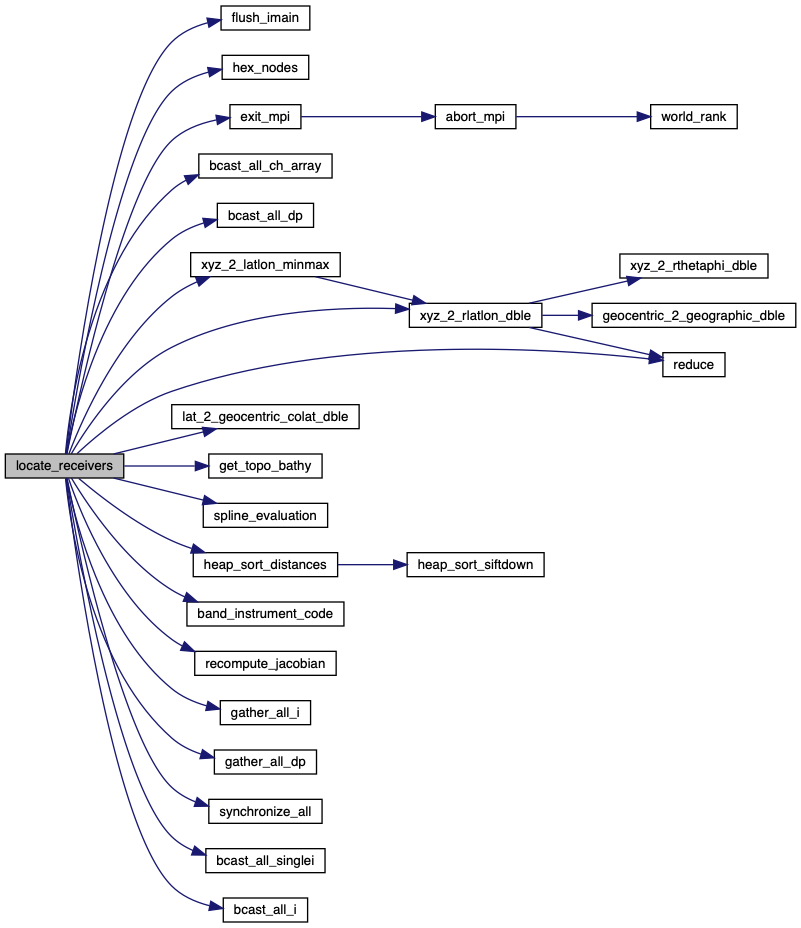 flush_imain
hex_nodes
exit_mpi
abort_mpi
world_rank
bcast_all_ch_array
bcast_all_dp
xyz_2_latlon_minmax
xyz_2_rthetaphi_dble
xyz_2_rlatlon_dble
geocentric_2_geographic_dble
reduce
lat_2_geocentric_colat_dble
locate_receivers
get_topo_bathy
spline_evaluation
heap_sort_distances
heap_sort_siftdown
band_instrument_code
recompute_jacobian
gather_all_i
gather_all_dp
synchronize_all
bcast_all_singlei
bcast_all_i